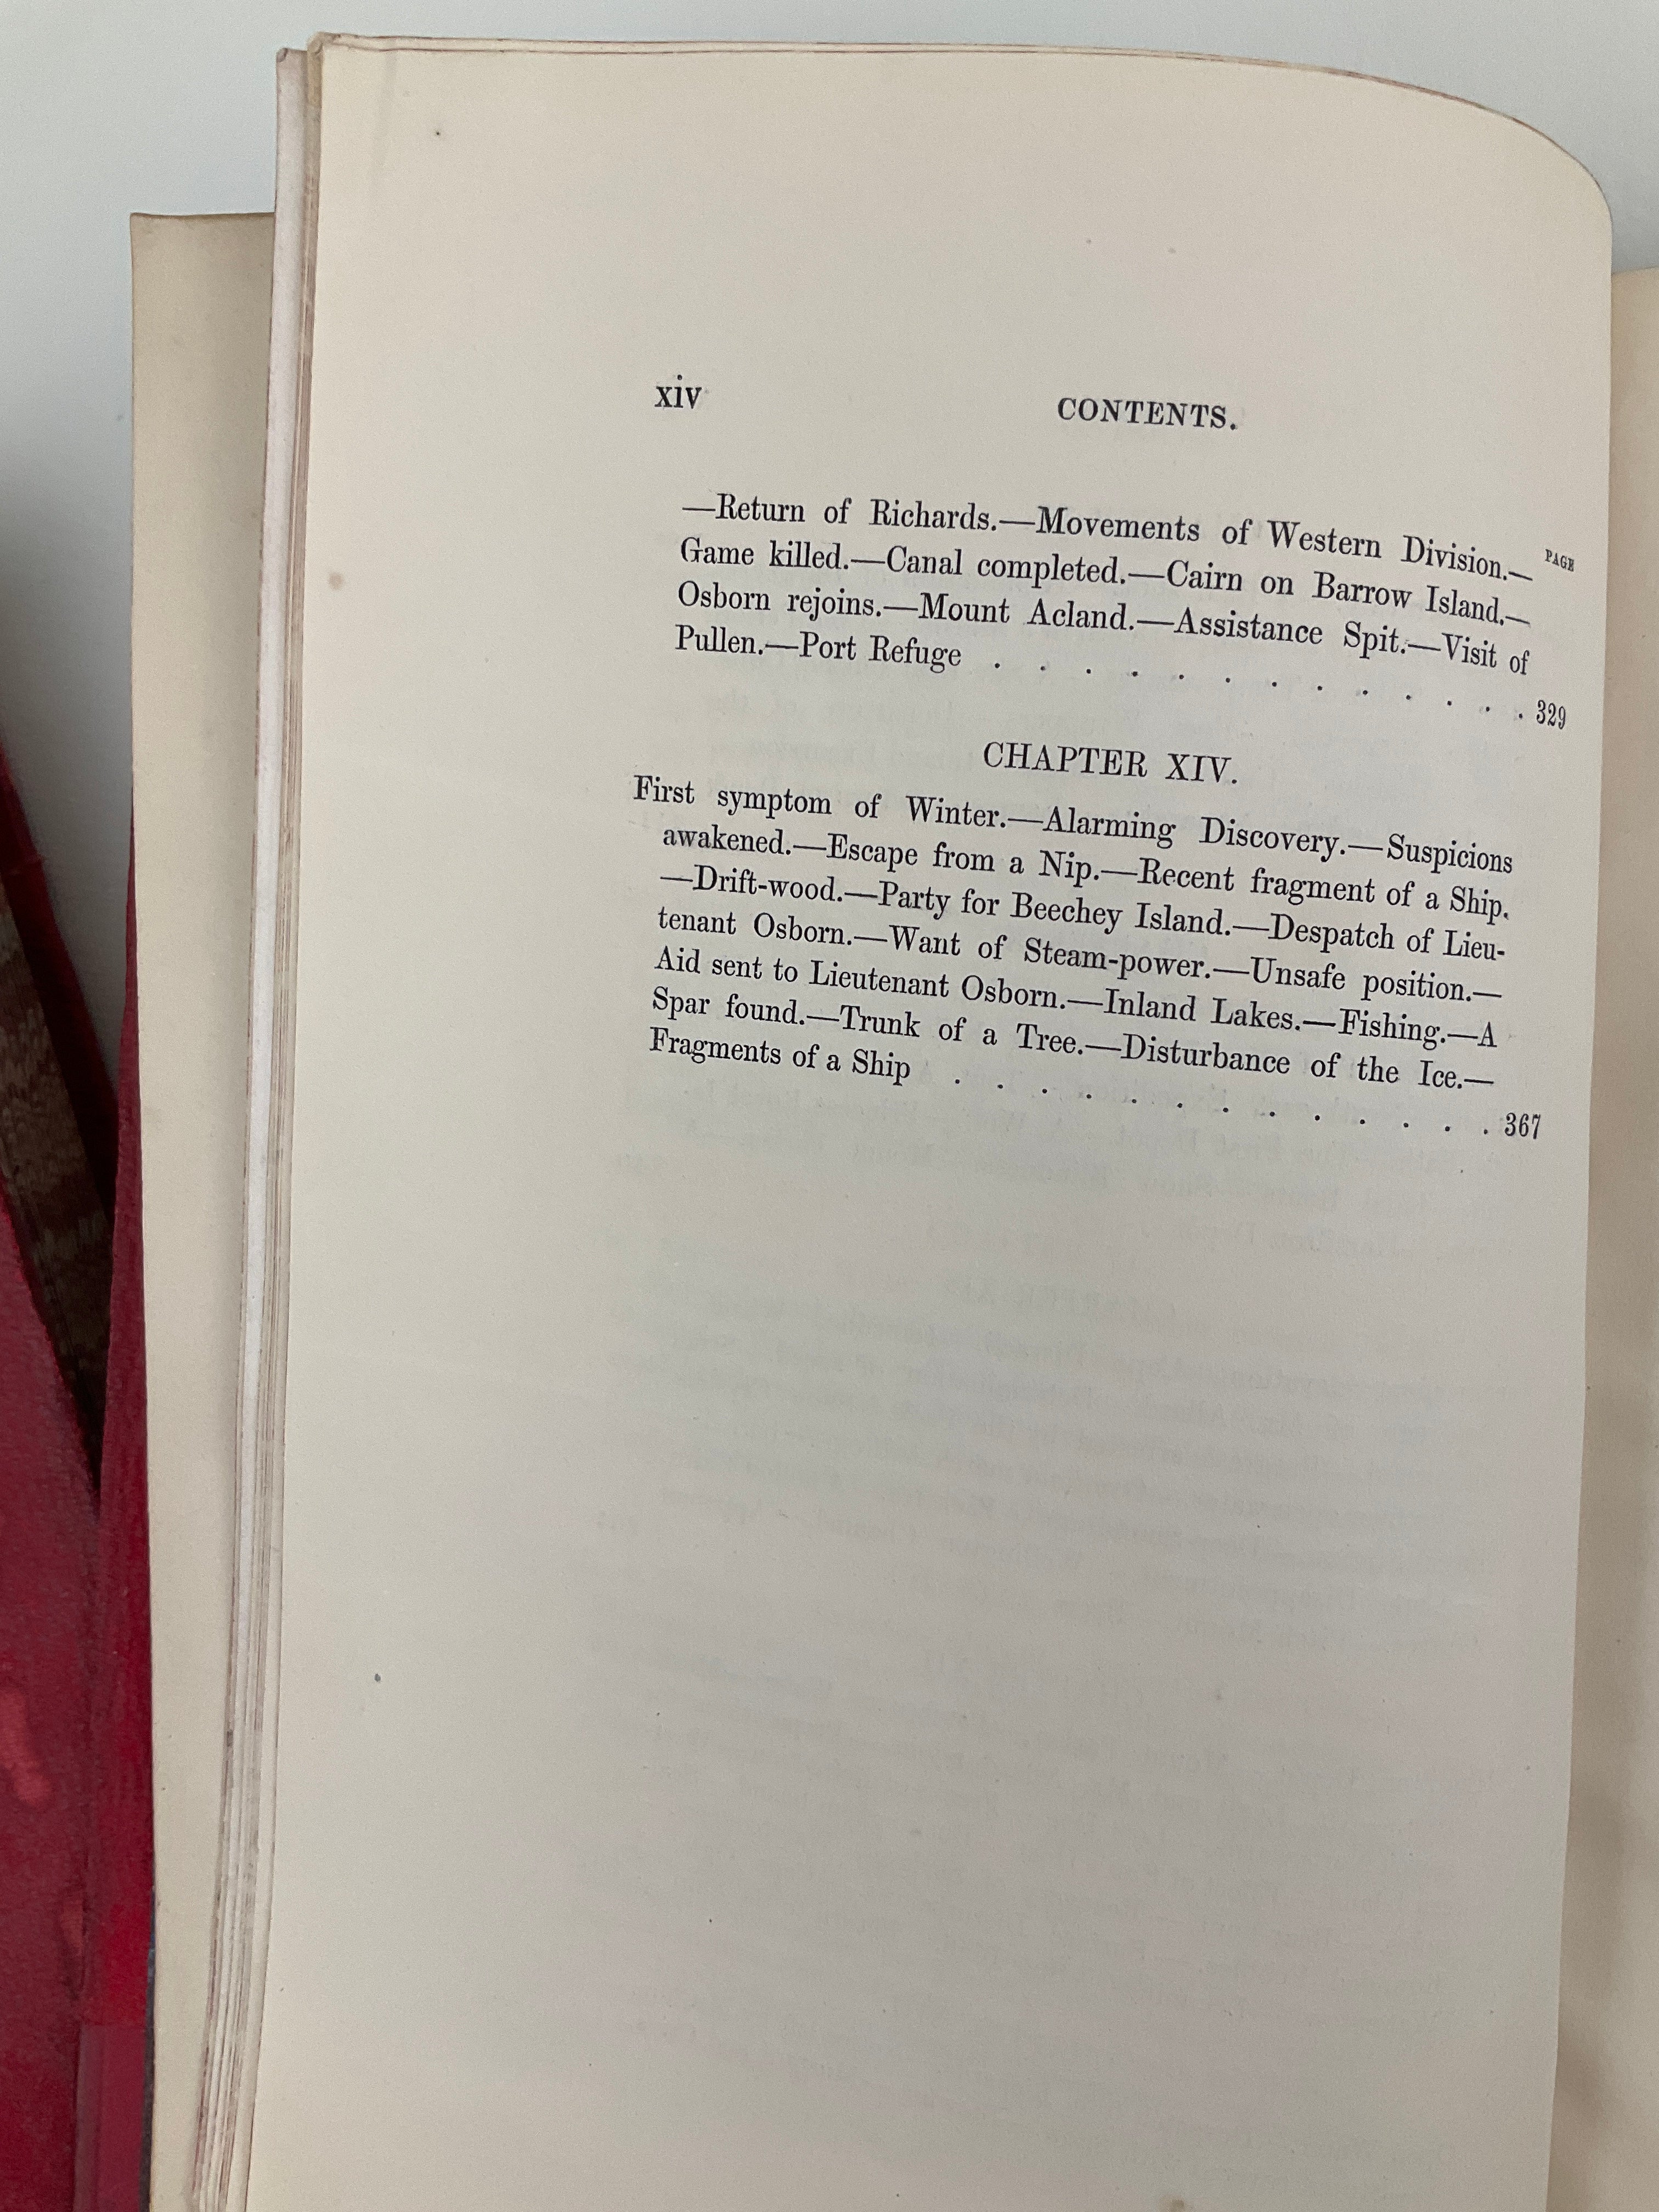 xiv CONTENTS.
PAGE
—Return of Richards.—Movements of Western Division.—
Game killed.—Canal completed.—Cairn on Barrow Island.—
Osborn rejoins.—Mount Acland.—Assistance Spit.—Visit of
Pullen.—Port Refuge . . . . . . . . . . . . . 329
CHAPTER XIV.
First symptom of Winter.—Alarming Discovery.—Suspicions
awakened.—Escape from a Nip.—Recent fragment of a Ship.
—Drift-wood.—Party for Beechey Island.—Despatch of Lieu-
tenant Osborn.—Want of Steam-power.—Unsafe position.—
Aid sent to Lieutenant Osborn.—Inland Lakes.—Fishing.—A
Spar found.—Trunk of a Tree.—Disturbance of the Ice.—
Fragments of a Ship . . . . . . . . . . . . . 367